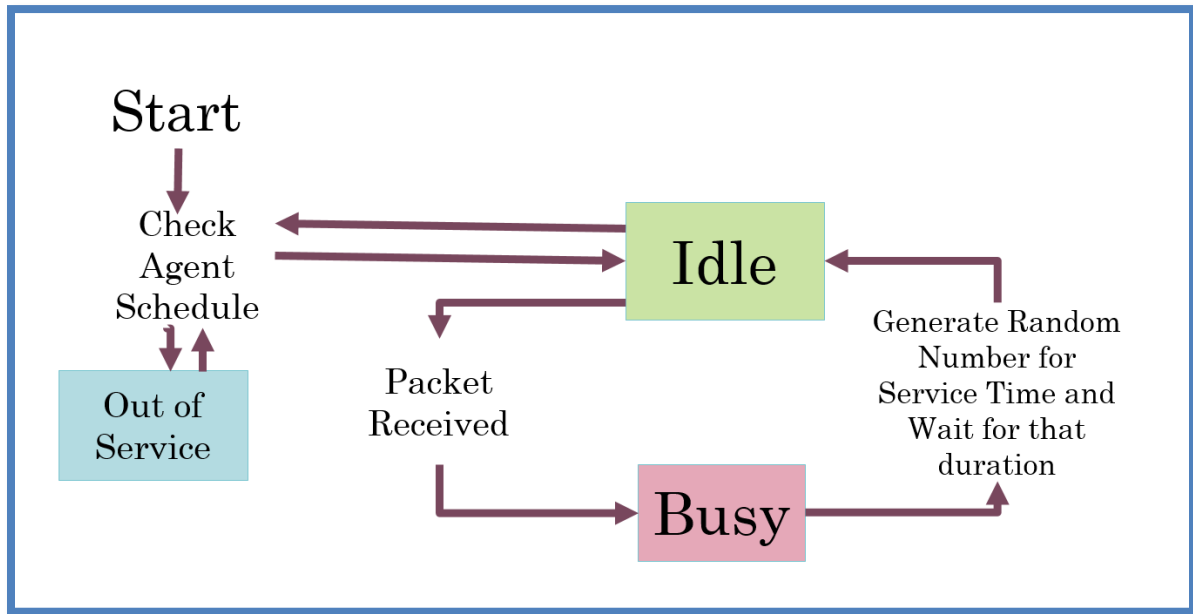 Start
Check
Agent
Schedule
Out of
Service
Idle
Packet
Received
Busy
Generate Random
Number for
Service Time and
Wait for that
duration